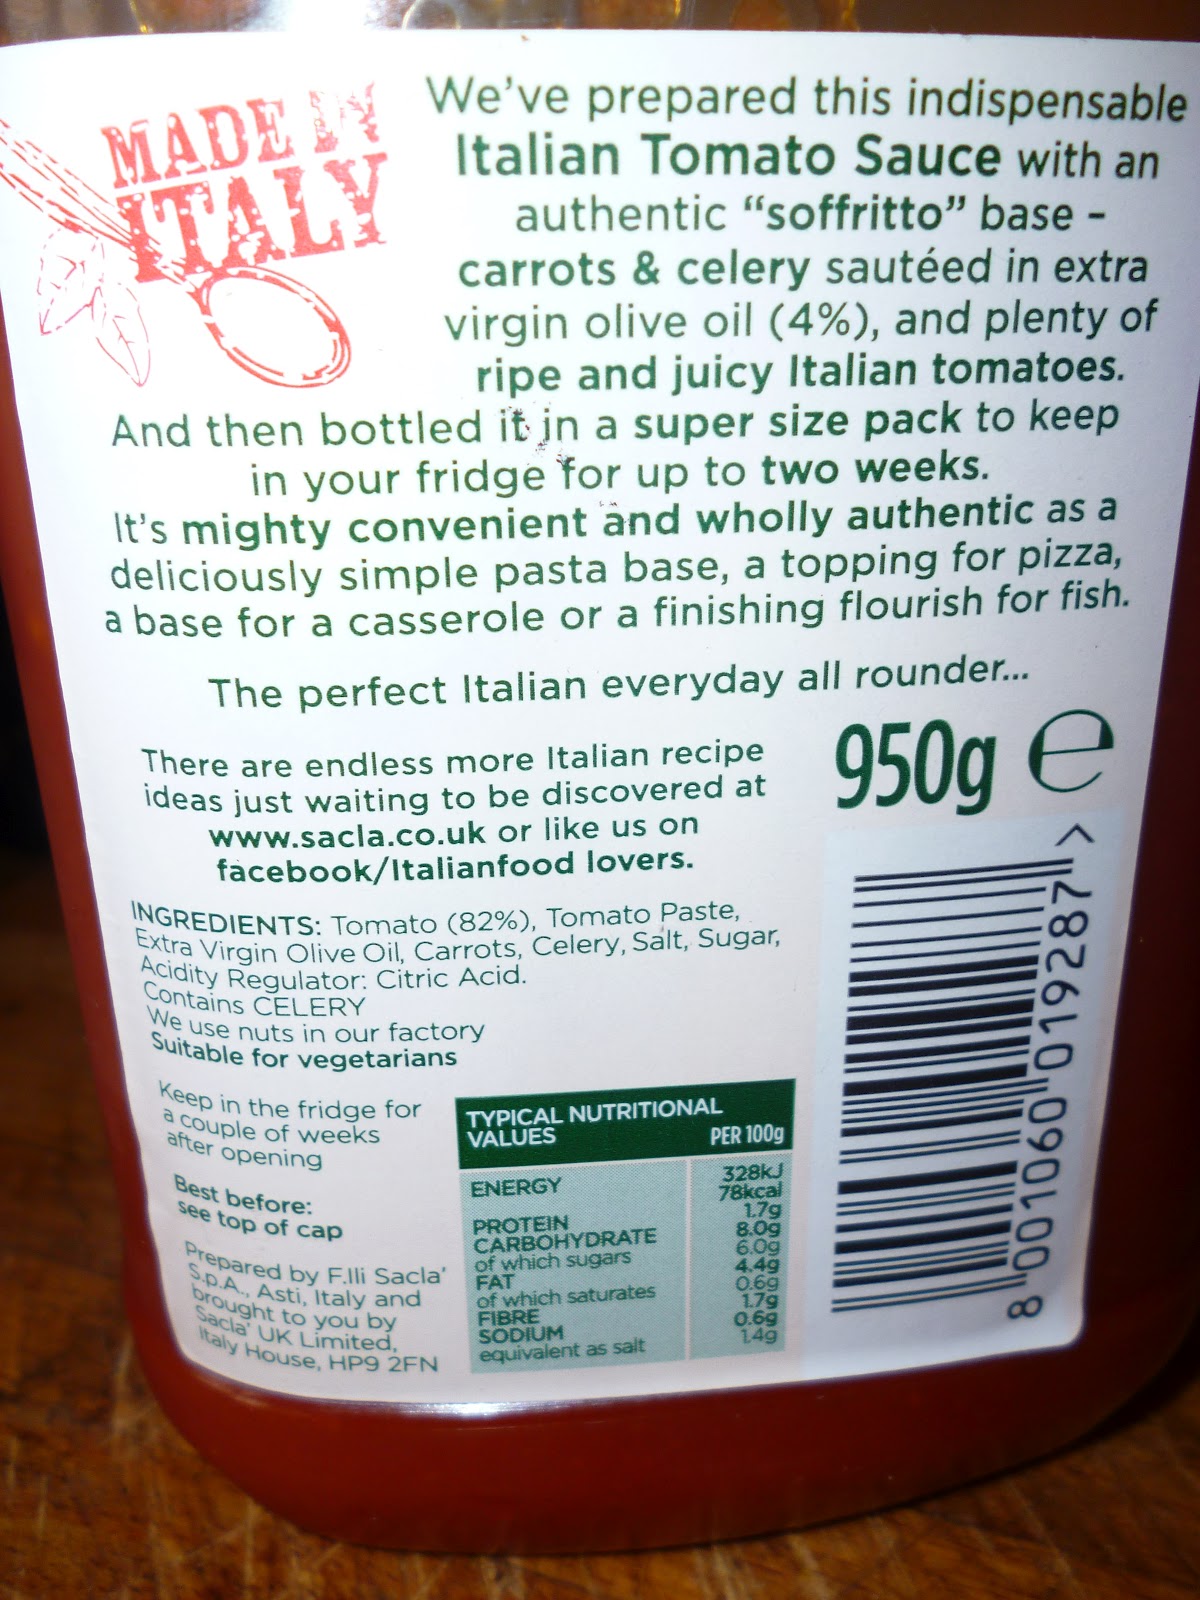 MADE IN
ITALY
We've prepared this indispensable
Italian Tomato Sauce with an
authentic “soffritto” base -
carrots & celery sautéed in extra
virgin olive oil (4%), and plenty of
ripe and juicy Italian tomatoes.
And then bottled it in a super size pack to keep
in your fridge for up to two weeks.
It's mighty convenient and wholly authentic as a
deliciously simple pasta base, a topping for pizza,
a base for a casserole or a finishing flourish for fish.
The perfect Italian everyday all rounder...
There are endless more Italian recipe
ideas just waiting to be discovered at
www.sacla.co.uk or like us on
facebook/Italianfood lovers.
950g ℮
INGREDIENTS: Tomato (82%), Tomato Paste,
Extra Virgin Olive Oil, Carrots, Celery, Salt, Sugar,
Acidity Regulator: Citric Acid.
Contains CELERY
We use nuts in our factory
Suitable for vegetarians
Keep in the fridge for
a couple of weeks
after opening
Best before:
see top of cap
Prepared by F.lli Sacla'
S.p.A., Asti, Italy and
brought to you by
Sacla' UK Limited,
Italy House, HP9 2FN
TYPICAL NUTRITIONAL
VALUES PER 100g
ENERGY 328kJ
78kcal
PROTEIN 1.7g
CARBOHYDRATE 8.0g
of which sugars 6.0g
FAT 4.4g
of which saturates 0.6g
FIBRE 1.7g
SODIUM 0.6g
equivalent as salt 1.4g
8 001060 019287 >